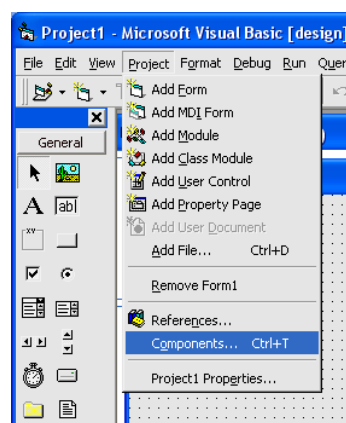 Project1 - Microsoft Visual Basic [design]
File Edit View Project Format Debug Run Quer
General
Add Form
Add MDI Form
Add Module
Add Class Module
Add User Control
Add Property Page
Add User Document
Add File... Ctrl+D
Remove Form1
References...
Components... Ctrl+T
Project1 Properties...
A ab
xy